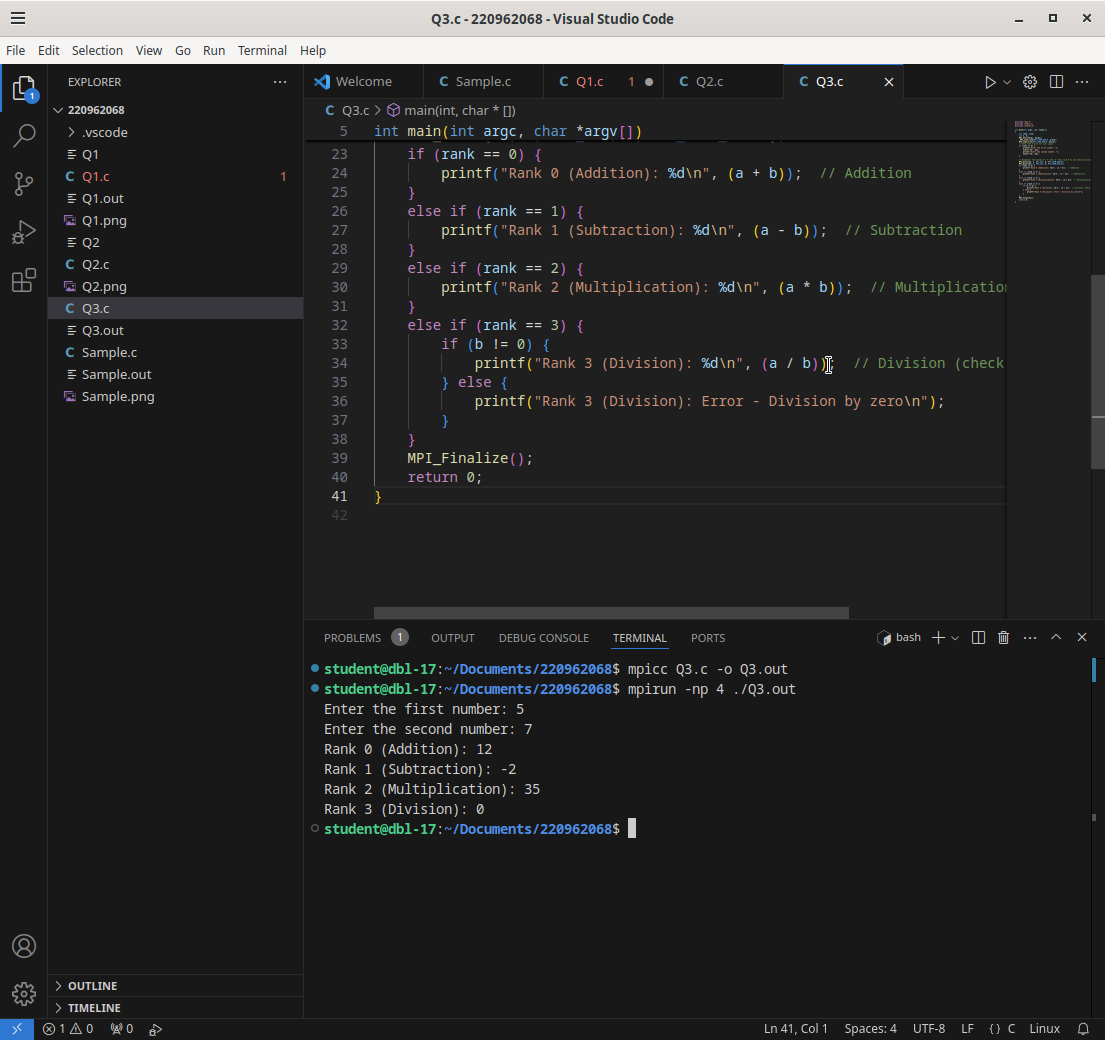 Q3.c - 220962068 - Visual Studio Code
File Edit Selection View Go Run Terminal Help
EXPLORER
Welcome
Sample.c
Q1.c 1
Q2.c
Q3.c
220962068
.vscode
Q1
Q1.c 1
Q1.out
Q1.png
Q2
Q2.c
Q2.png
Q3.c
Q3.out
Sample.c
Sample.out
Sample.png
OUTLINE
TIMELINE
1
Q3.c > main(int, char * [])
5 int main(int argc, char *argv[])
23 if (rank == 0) {
24 printf("Rank 0 (Addition): %d\n", (a + b)); // Addition
25 }
26 else if (rank == 1) {
27 printf("Rank 1 (Subtraction): %d\n", (a - b)); // Subtraction
28 }
29 else if (rank == 2) {
30 printf("Rank 2 (Multiplication): %d\n", (a * b)); // Multiplication
31 }
32 else if (rank == 3) {
33 if (b != 0) {
34 printf("Rank 3 (Division): %d\n", (a / b)); // Division (check
35 } else {
36 printf("Rank 3 (Division): Error - Division by zero\n");
37 }
38 }
39 MPI_Finalize();
40 return 0;
41 }
42
PROBLEMS 1 OUTPUT DEBUG CONSOLE TERMINAL PORTS bash
student@dbl-17:~/Documents/220962068$ mpicc Q3.c -o Q3.out
student@dbl-17:~/Documents/220962068$ mpirun -np 4 ./Q3.out
Enter the first number: 5
Enter the second number: 7
Rank 0 (Addition): 12
Rank 1 (Subtraction): -2
Rank 2 (Multiplication): 35
Rank 3 (Division): 0
student@dbl-17:~/Documents/220962068$
1 0 0 Ln 41, Col 1 Spaces: 4 UTF-8 LF {} C Linux